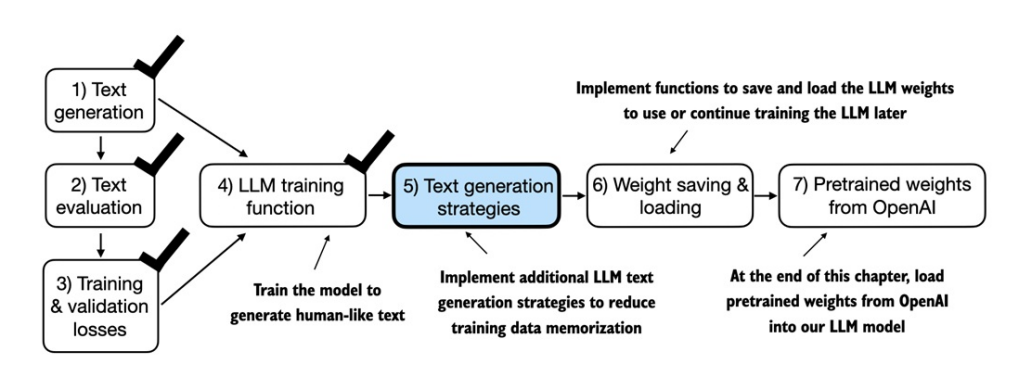 1) Text
generation
2) Text
evaluation
3) Training
& validation
losses
4) LLM training
function
Train the model to
generate human-like text
5) Text generation
strategies
Implement additional LLM text
generation strategies to reduce
training data memorization
Implement functions to save and load the LLM weights
to use or continue training the LLM later
6) Weight saving &
loading
7) Pretrained weights
from OpenAI
At the end of this chapter, load
pretrained weights from OpenAI
into our LLM model